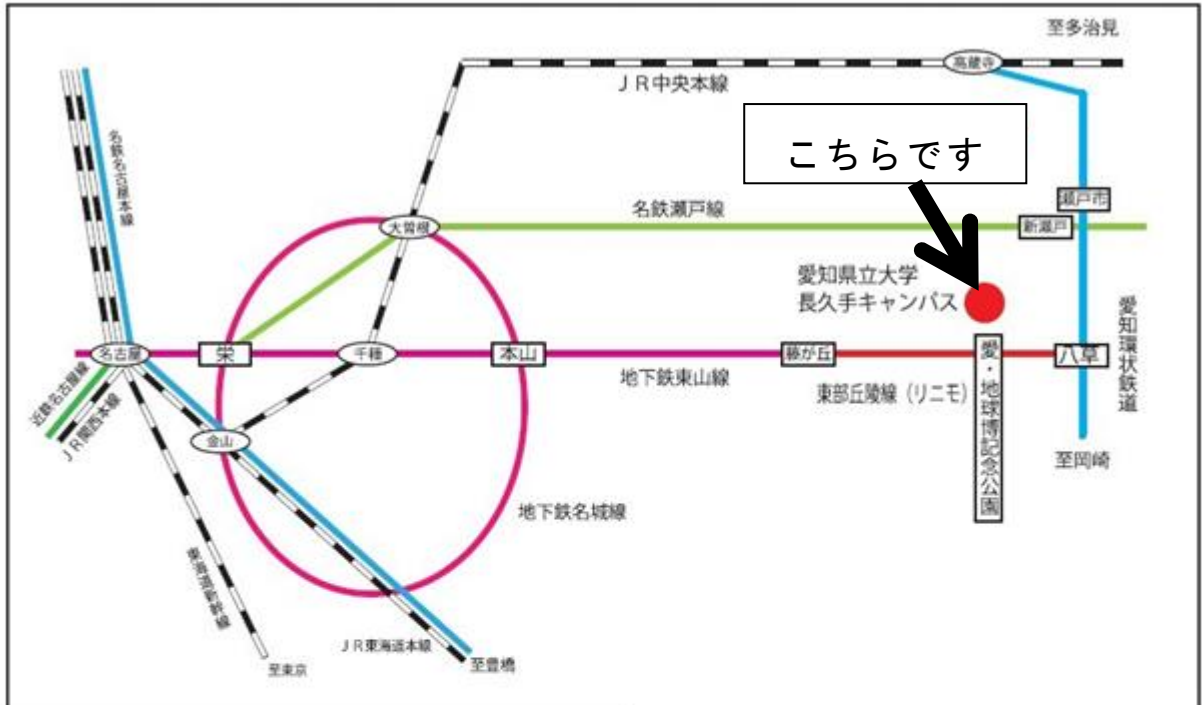 至多治見
高蔵寺
JR中央本線
こちらです
名鉄名古屋本線
瀬戸市
名鉄瀬戸線
大曽根
新瀬戸
愛知県立大学
長久手キャンパス
愛知環状鉄道
名古屋
栄
千種
本山
藤が丘
八草
地下鉄東山線
東部丘陵線(リニモ)
愛・地球博記念公園
近鉄名古屋線
JR関西本線
金山
至岡崎
地下鉄名城線
東海道新幹線
JR東海道本線
至東京
至豊橋